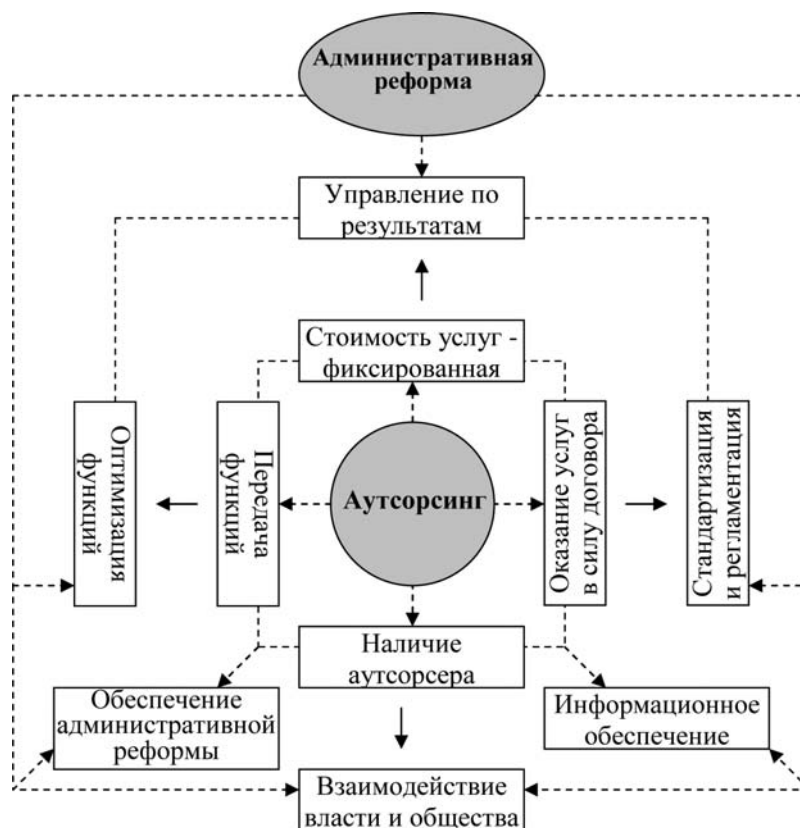 Административная
реформа
Управление по
результатам
Стоимость услуг -
фиксированная
Оптимизация
функций
Передача
функций
Аутсорсинг
Оказание услуг
в силу договора
Стандартизация
и регламентация
Наличие
аутсорсера
Обеспечение
административной
реформы
Информационное
обеспечение
Взаимодействие
власти и общества